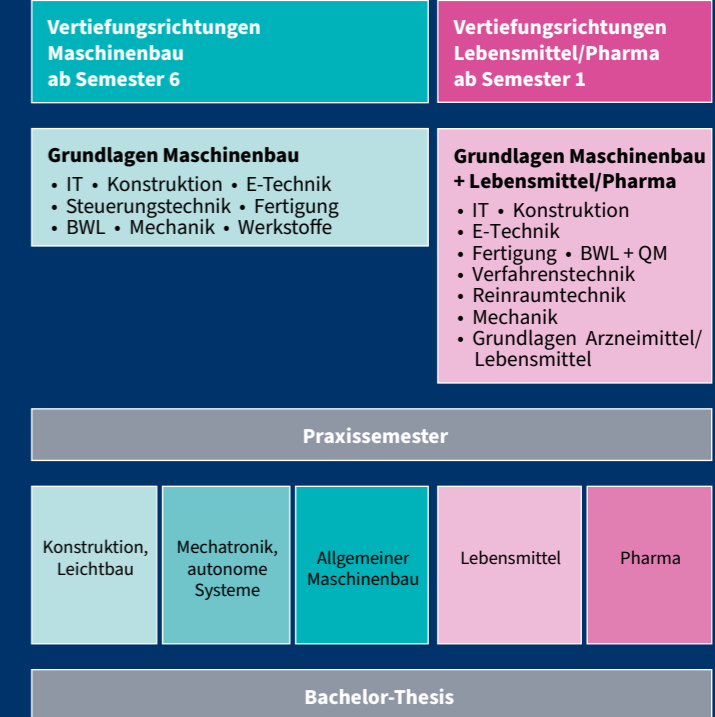 Vertiefungsrichtungen
Maschinenbau
ab Semester 6
Vertiefungsrichtungen
Lebensmittel/Pharma
ab Semester 1
Grundlagen Maschinenbau
• IT • Konstruktion • E-Technik
• Steuerungstechnik • Fertigung
• BWL • Mechanik • Werkstoffe
Grundlagen Maschinenbau
+ Lebensmittel/Pharma
• IT • Konstruktion
• E-Technik
• Fertigung • BWL + QM
• Verfahrenstechnik
• Reinraumtechnik
• Mechanik
• Grundlagen Arzneimittel/
Lebensmittel
Praxissemester
Konstruktion,
Leichtbau
Mechatronik,
autonome
Systeme
Allgemeiner
Maschinenbau
Lebensmittel
Pharma
Bachelor-Thesis